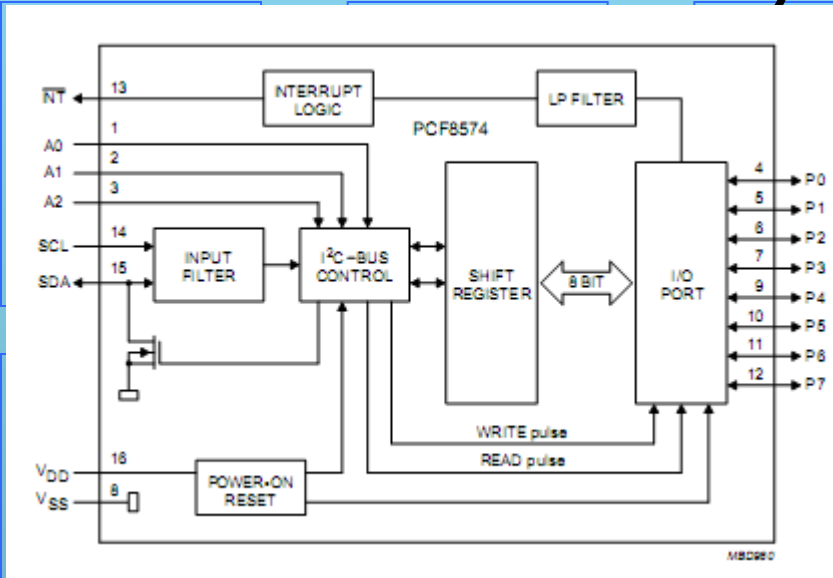 N̅T̅
13
INTERRUPT
LOGIC
LP FILTER
PCF8574
A0
1
A1
2
A2
3
SCL
14
SDA
15
INPUT
FILTER
I²C-BUS
CONTROL
SHIFT
REGISTER
8 BIT
I/O
PORT
4
P0
5
P1
6
P2
7
P3
9
P4
10
P5
11
P6
12
P7
WRITE pulse
READ pulse
VDD
16
VSS
8
POWER-ON
RESET
MBD980